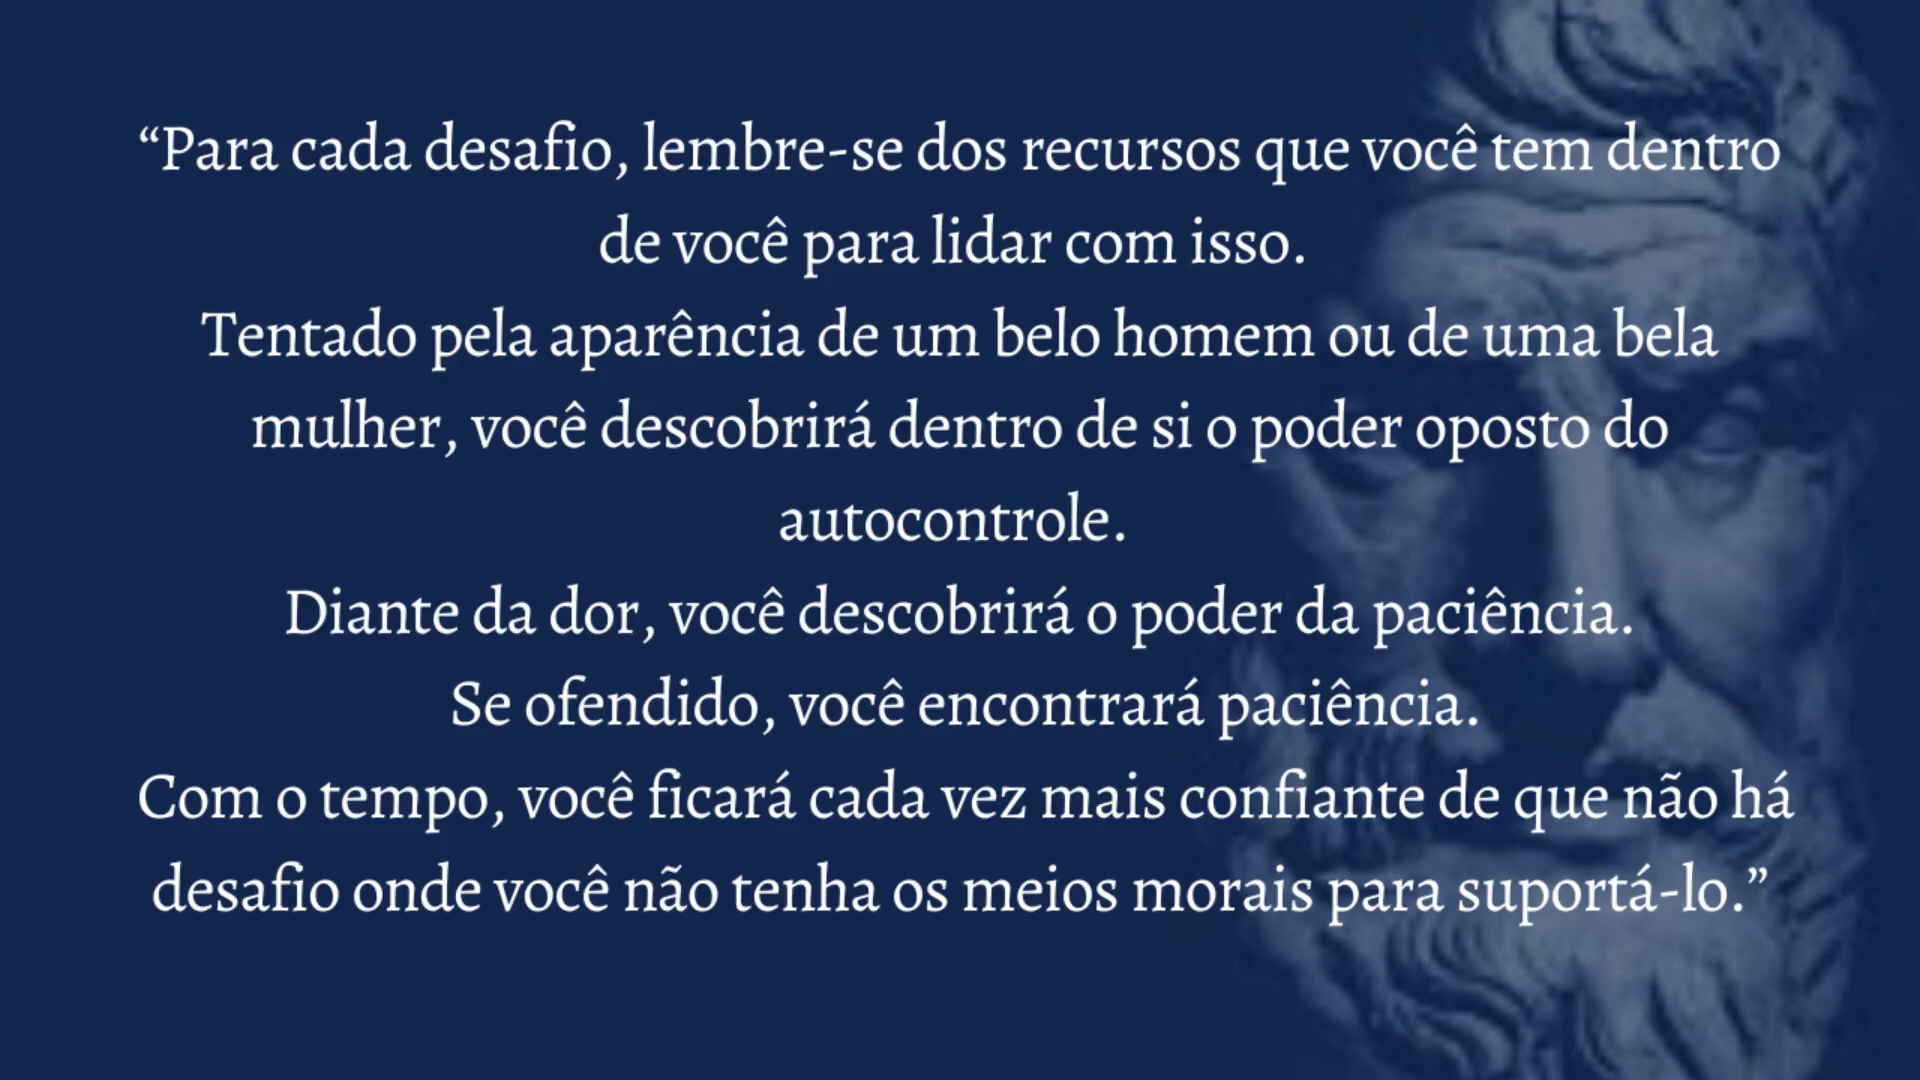 “Para cada desafio, lembre-se dos recursos que você tem dentro
de você para lidar com isso.
Tentado pela aparência de um belo homem ou de uma bela
mulher, você descobrirá dentro de si o poder oposto do
autocontrole.
Diante da dor, você descobrirá o poder da paciência.
Se ofendido, você encontrará paciência.
Com o tempo, você ficará cada vez mais confiante de que não há
desafio onde você não tenha os meios morais para suportá-lo.”